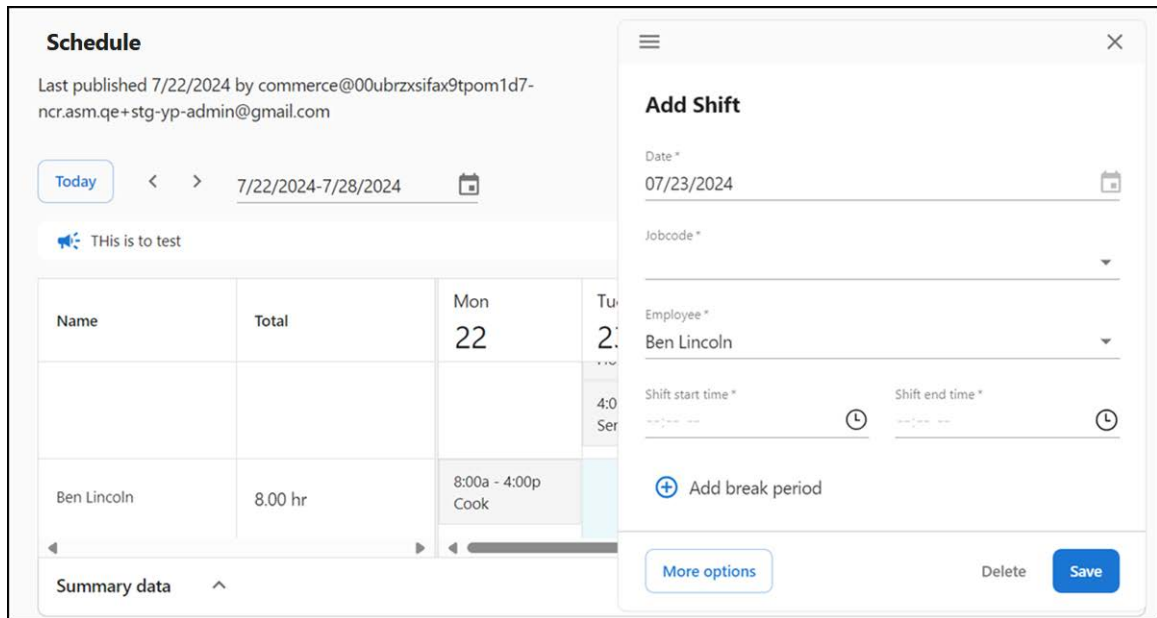 Schedule
Last published 7/22/2024 by commerce@00ubrzxsifax9tpom1d7-
ncr.asm.qe+stg-yp-admin@gmail.com
Today
7/22/2024-7/28/2024
THis is to test
Name
Total
Mon
22
8:00a - 4:00p
Cook
Ben Lincoln
8.00 hr
Summary data
Add Shift
Date *
07/23/2024
Jobcode *
Employee *
Ben Lincoln
Shift start time *
Shift end time *
--:-- --
--:-- --
Add break period
More options
Delete
Save